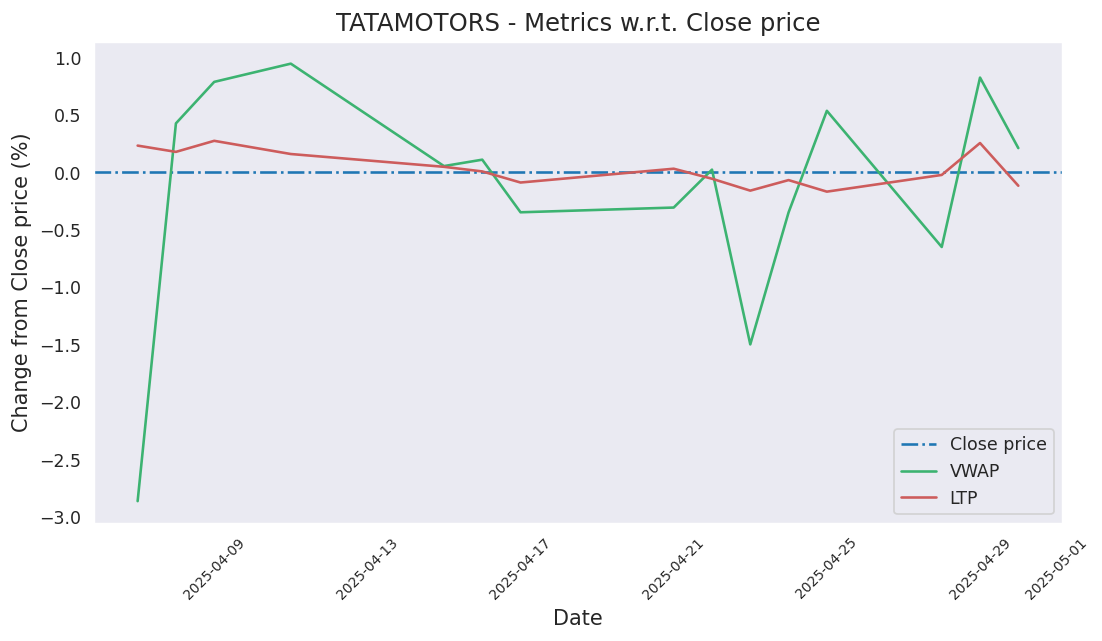 TATAMOTORS - Metrics w.r.t. Close price
Change from Close price (%)
1.0
0.5
0.0
−0.5
−1.0
−1.5
−2.0
−2.5
−3.0
Close price
VWAP
LTP
2025-04-09
2025-04-13
2025-04-17
2025-04-21
2025-04-25
2025-04-29
2025-05-01
Date